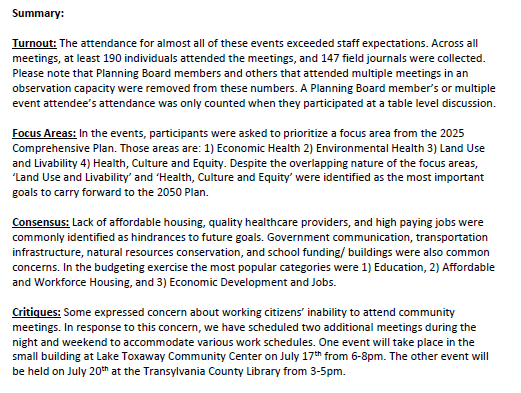 Summary:
Turnout: The attendance for almost all of these events exceeded staff expectations. Across all
meetings, at least 190 individuals attended the meetings, and 147 field journals were collected.
Please note that Planning Board members and others that attended multiple meetings in an
observation capacity were removed from these numbers. A Planning Board member's or multiple
event attendee's attendance was only counted when they participated at a table level discussion.
Focus Areas: In the events, participants were asked to prioritize a focus area from the 2025
Comprehensive Plan. Those areas are: 1) Economic Health 2) Environmental Health 3) Land Use
and Livability 4) Health, Culture and Equity. Despite the overlapping nature of the focus areas,
'Land Use and Livability' and 'Health, Culture and Equity' were identified as the most important
goals to carry forward to the 2050 Plan.
Consensus: Lack of affordable housing, quality healthcare providers, and high paying jobs were
commonly identified as hindrances to future goals. Government communication, transportation
infrastructure, natural resources conservation, and school funding/ buildings were also common
concerns. In the budgeting exercise the most popular categories were 1) Education, 2) Affordable
and Workforce Housing, and 3) Economic Development and Jobs.
Critiques: Some expressed concern about working citizens' inability to attend community
meetings. In response to this concern, we have scheduled two additional meetings during the
night and weekend to accommodate various work schedules. One event will take place in the
small building at Lake Toxaway Community Center on July 17th from 6-8pm. The other event will
be held on July 20th at the Transylvania County Library from 3-5pm.